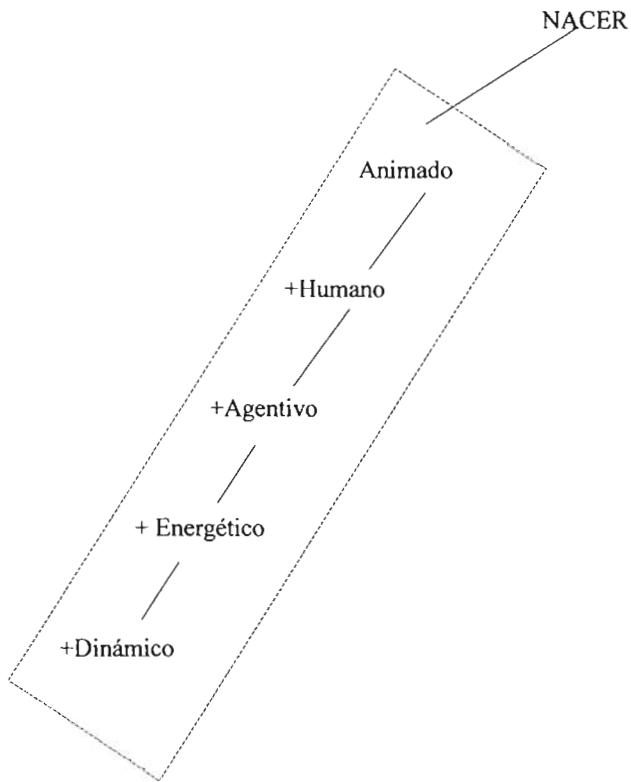 NACER
Animado
+Humano
+Agentivo
+ Energético
+Dinámico